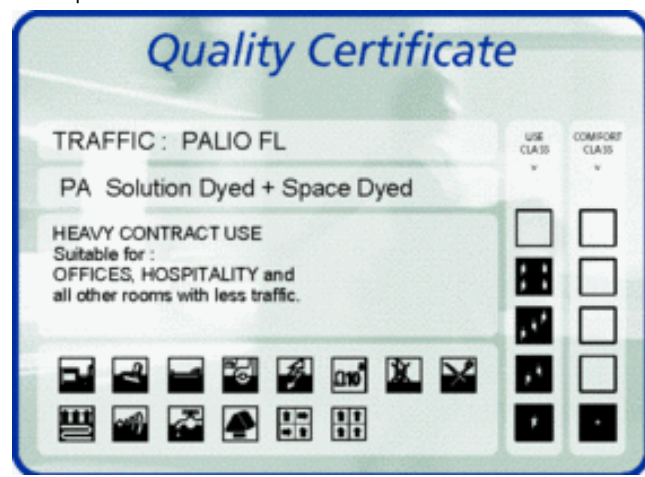 Quality Certificate
TRAFFIC : PALIO FL
USE CLASS
COMFORT CLASS
PA Solution Dyed + Space Dyed
HEAVY CONTRACT USE
Suitable for :
OFFICES, HOSPITALITY and
all other rooms with less traffic.
Ω10⁹